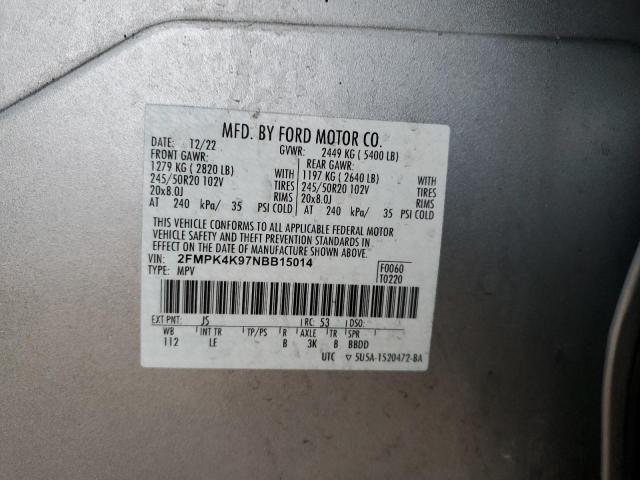 MFD. BY FORD MOTOR CO.
DATE: 12/22 GVWR: 2449 KG ( 5400 LB)
FRONT GAWR: REAR GAWR:
1279 KG ( 2820 LB) WITH 1197 KG ( 2640 LB) WITH
245/50R20 102V TIRES 245/50R20 102V TIRES
20x8.0J RIMS 20x8.0J RIMS
AT 240 kPa/ 35 PSI COLD AT 240 kPa/ 35 PSI COLD
THIS VEHICLE CONFORMS TO ALL APPLICABLE FEDERAL MOTOR
VEHICLE SAFETY AND THEFT PREVENTION STANDARDS IN
EFFECT ON THE DATE OF MANUFACTURE SHOWN ABOVE.
VIN: 2FMPK4K97NBB15014 F0060
TYPE: MPV T0220
EXT PNT: JS RC: 53 DSO:
WB INT TR TP/PS R AXLE TR SPR
112 LE B 3K 8 BBDD
UTC ▽ 5U5A-1520472-BA